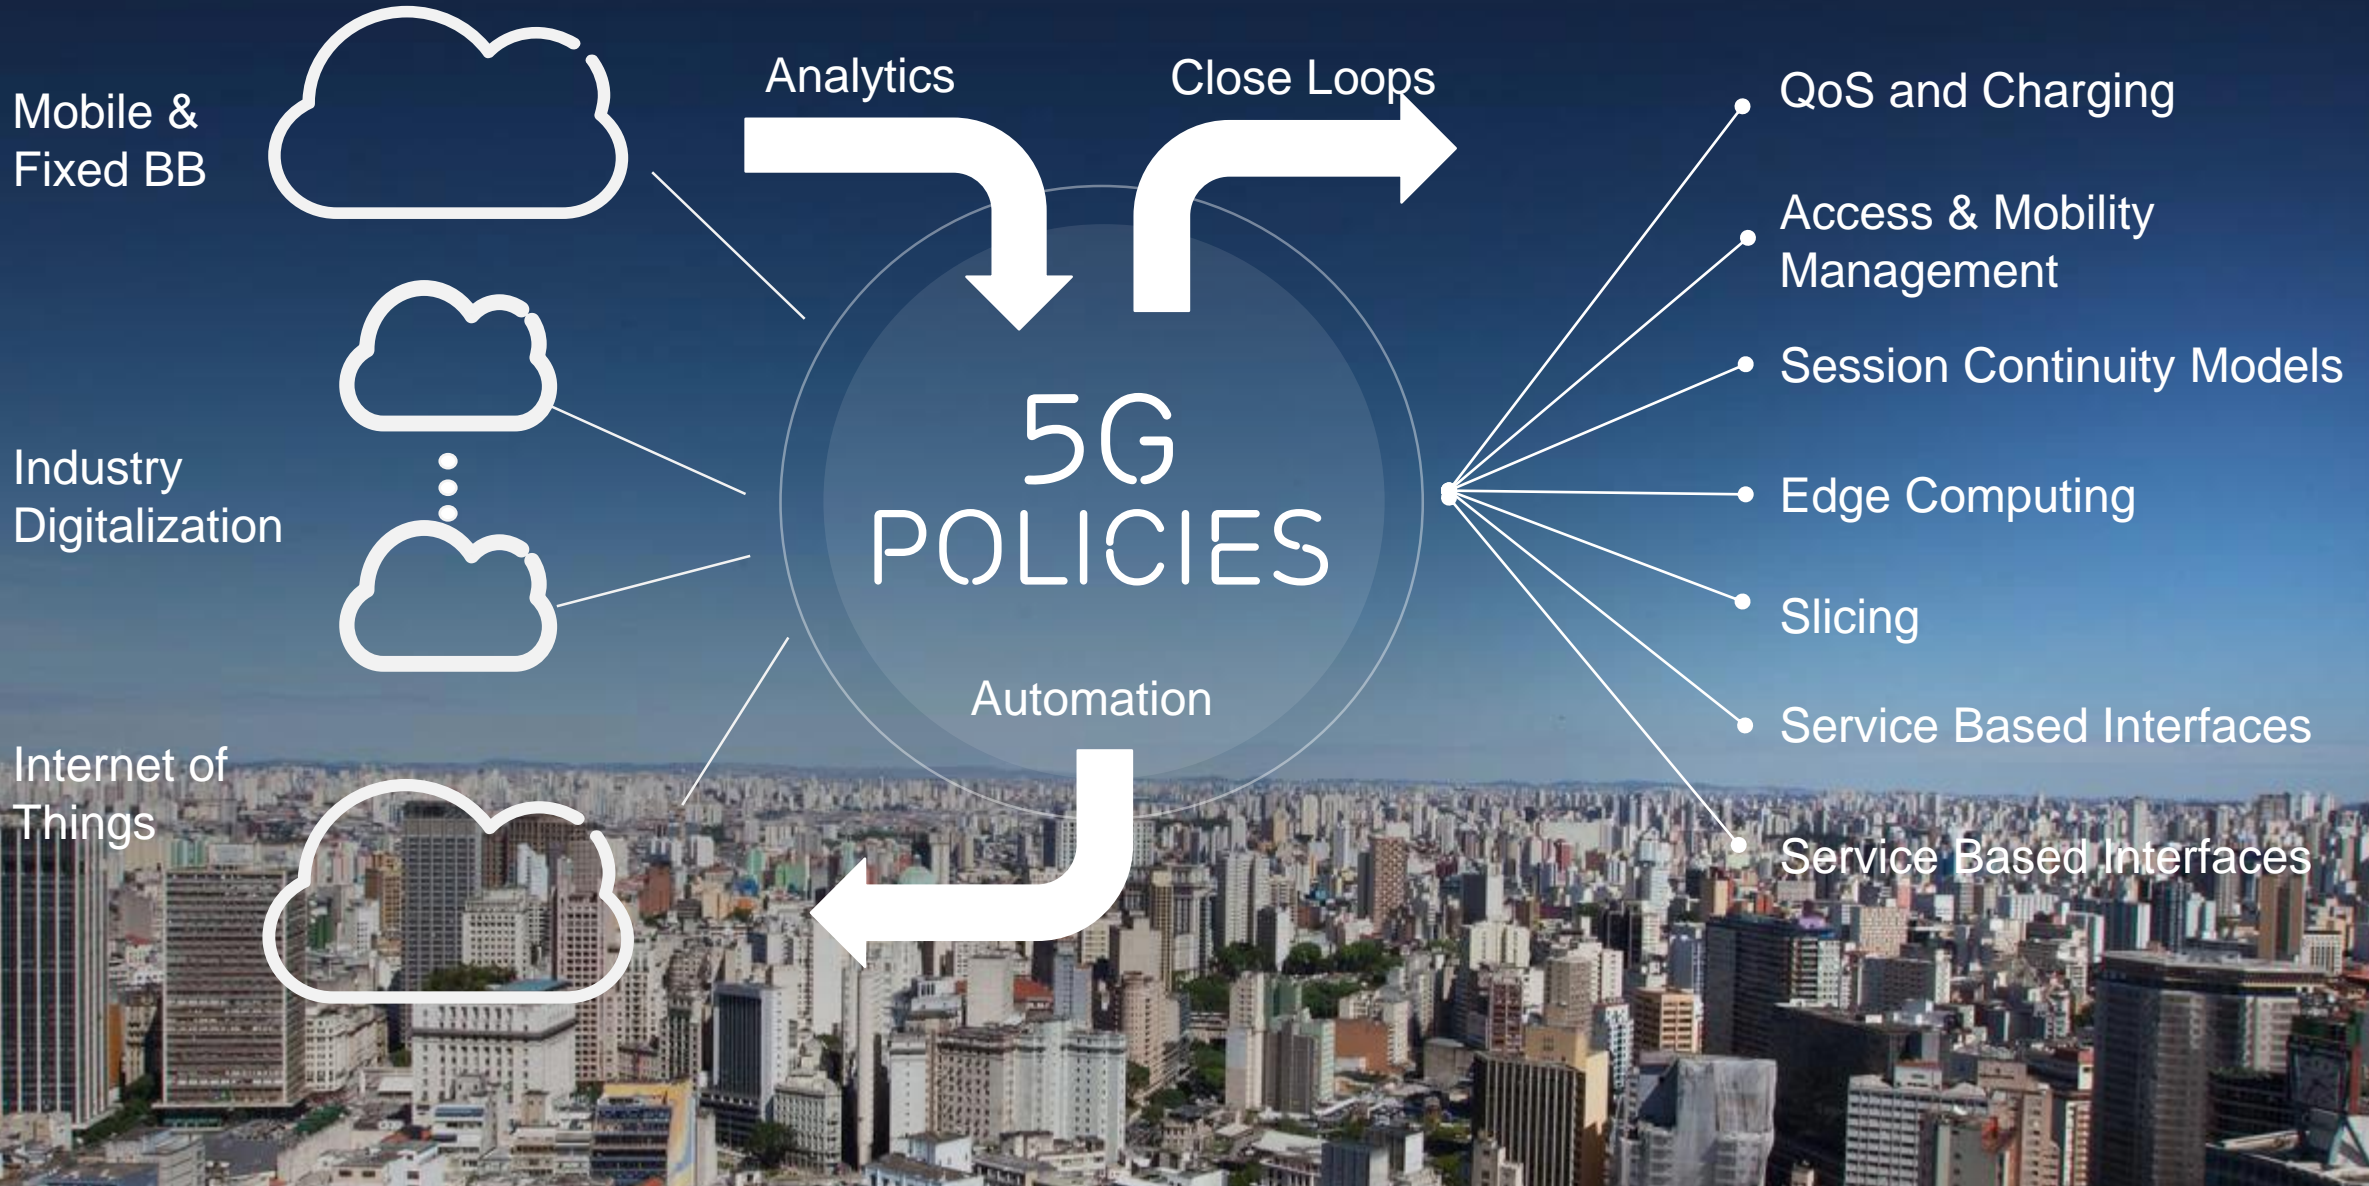 Mobile &
Fixed BB
Industry
Digitalization
Internet of
Things
Analytics
Close Loops
5G
POLICIES
Automation
QoS and Charging
Access & Mobility
Management
Session Continuity Models
Edge Computing
Slicing
Service Based Interfaces
Service Based Interfaces